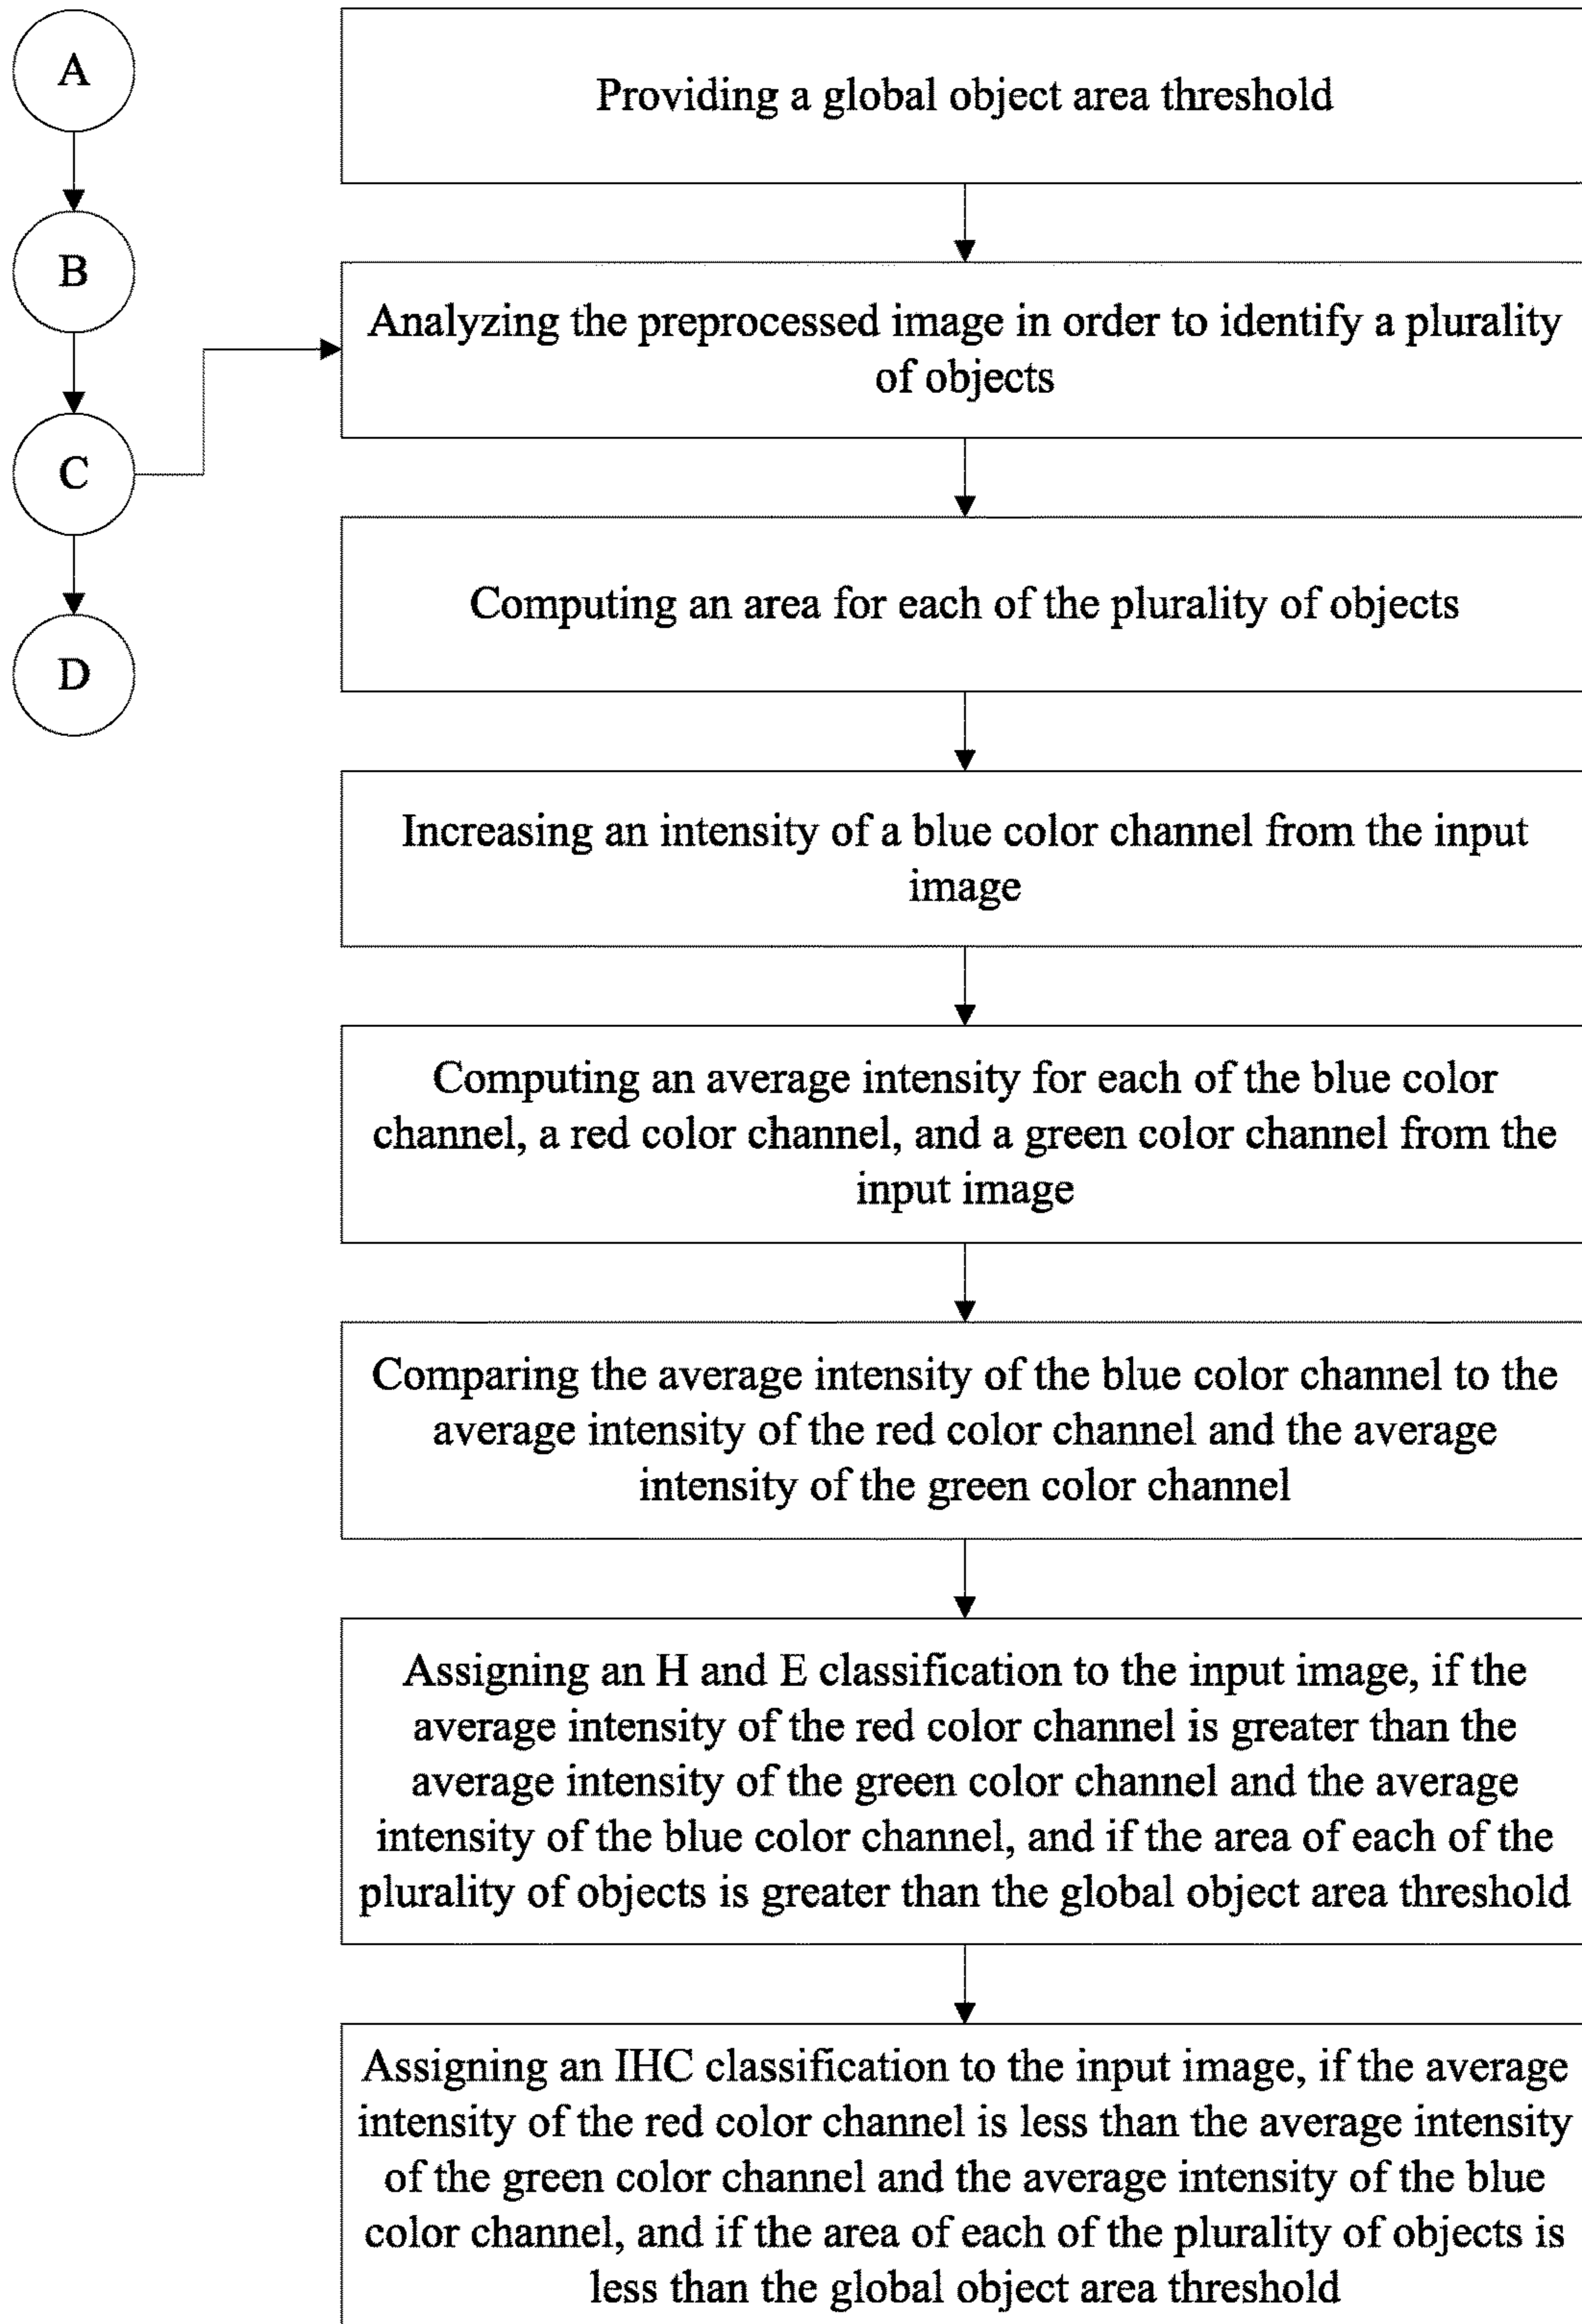 A
B
C
D
Providing a global object area threshold
Analyzing the preprocessed image in order to identify a plurality
of objects
Computing an area for each of the plurality of objects
Increasing an intensity of a blue color channel from the input
image
Computing an average intensity for each of the blue color
channel, a red color channel, and a green color channel from the
input image
Comparing the average intensity of the blue color channel to the
average intensity of the red color channel and the average
intensity of the green color channel
Assigning an H and E classification to the input image, if the
average intensity of the red color channel is greater than the
average intensity of the green color channel and the average
intensity of the blue color channel, and if the area of each of the
plurality of objects is greater than the global object area threshold
Assigning an IHC classification to the input image, if the average
intensity of the red color channel is less than the average intensity
of the green color channel and the average intensity of the blue
color channel, and if the area of each of the plurality of objects is
less than the global object area threshold